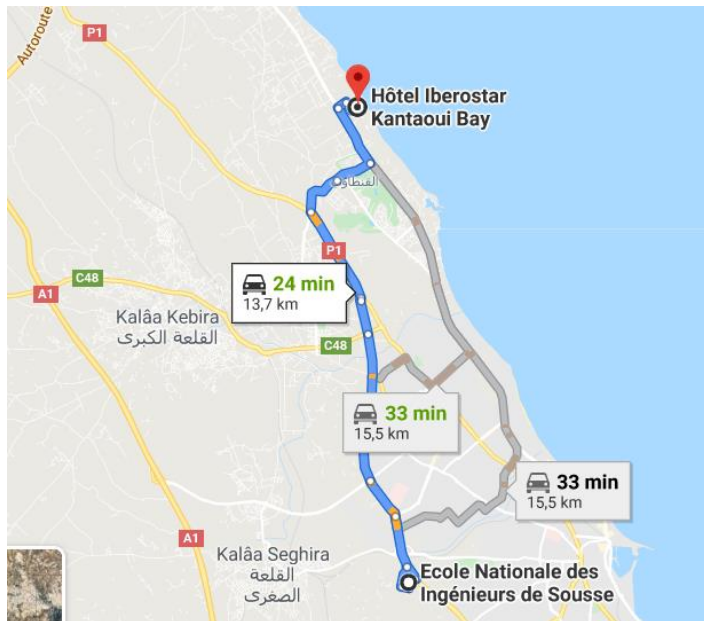 Autoroute
P1
Hôtel Iberostar
Kantaoui Bay
القنطاوي
P1
24 min
13,7 km
C48
A1
Kalâa Kebira
القلعة الكبرى
C48
33 min
15,5 km
33 min
15,5 km
A1
Kalâa Seghira
القلعة
الصغرى
Ecole Nationale des
Ingénieurs de Sousse